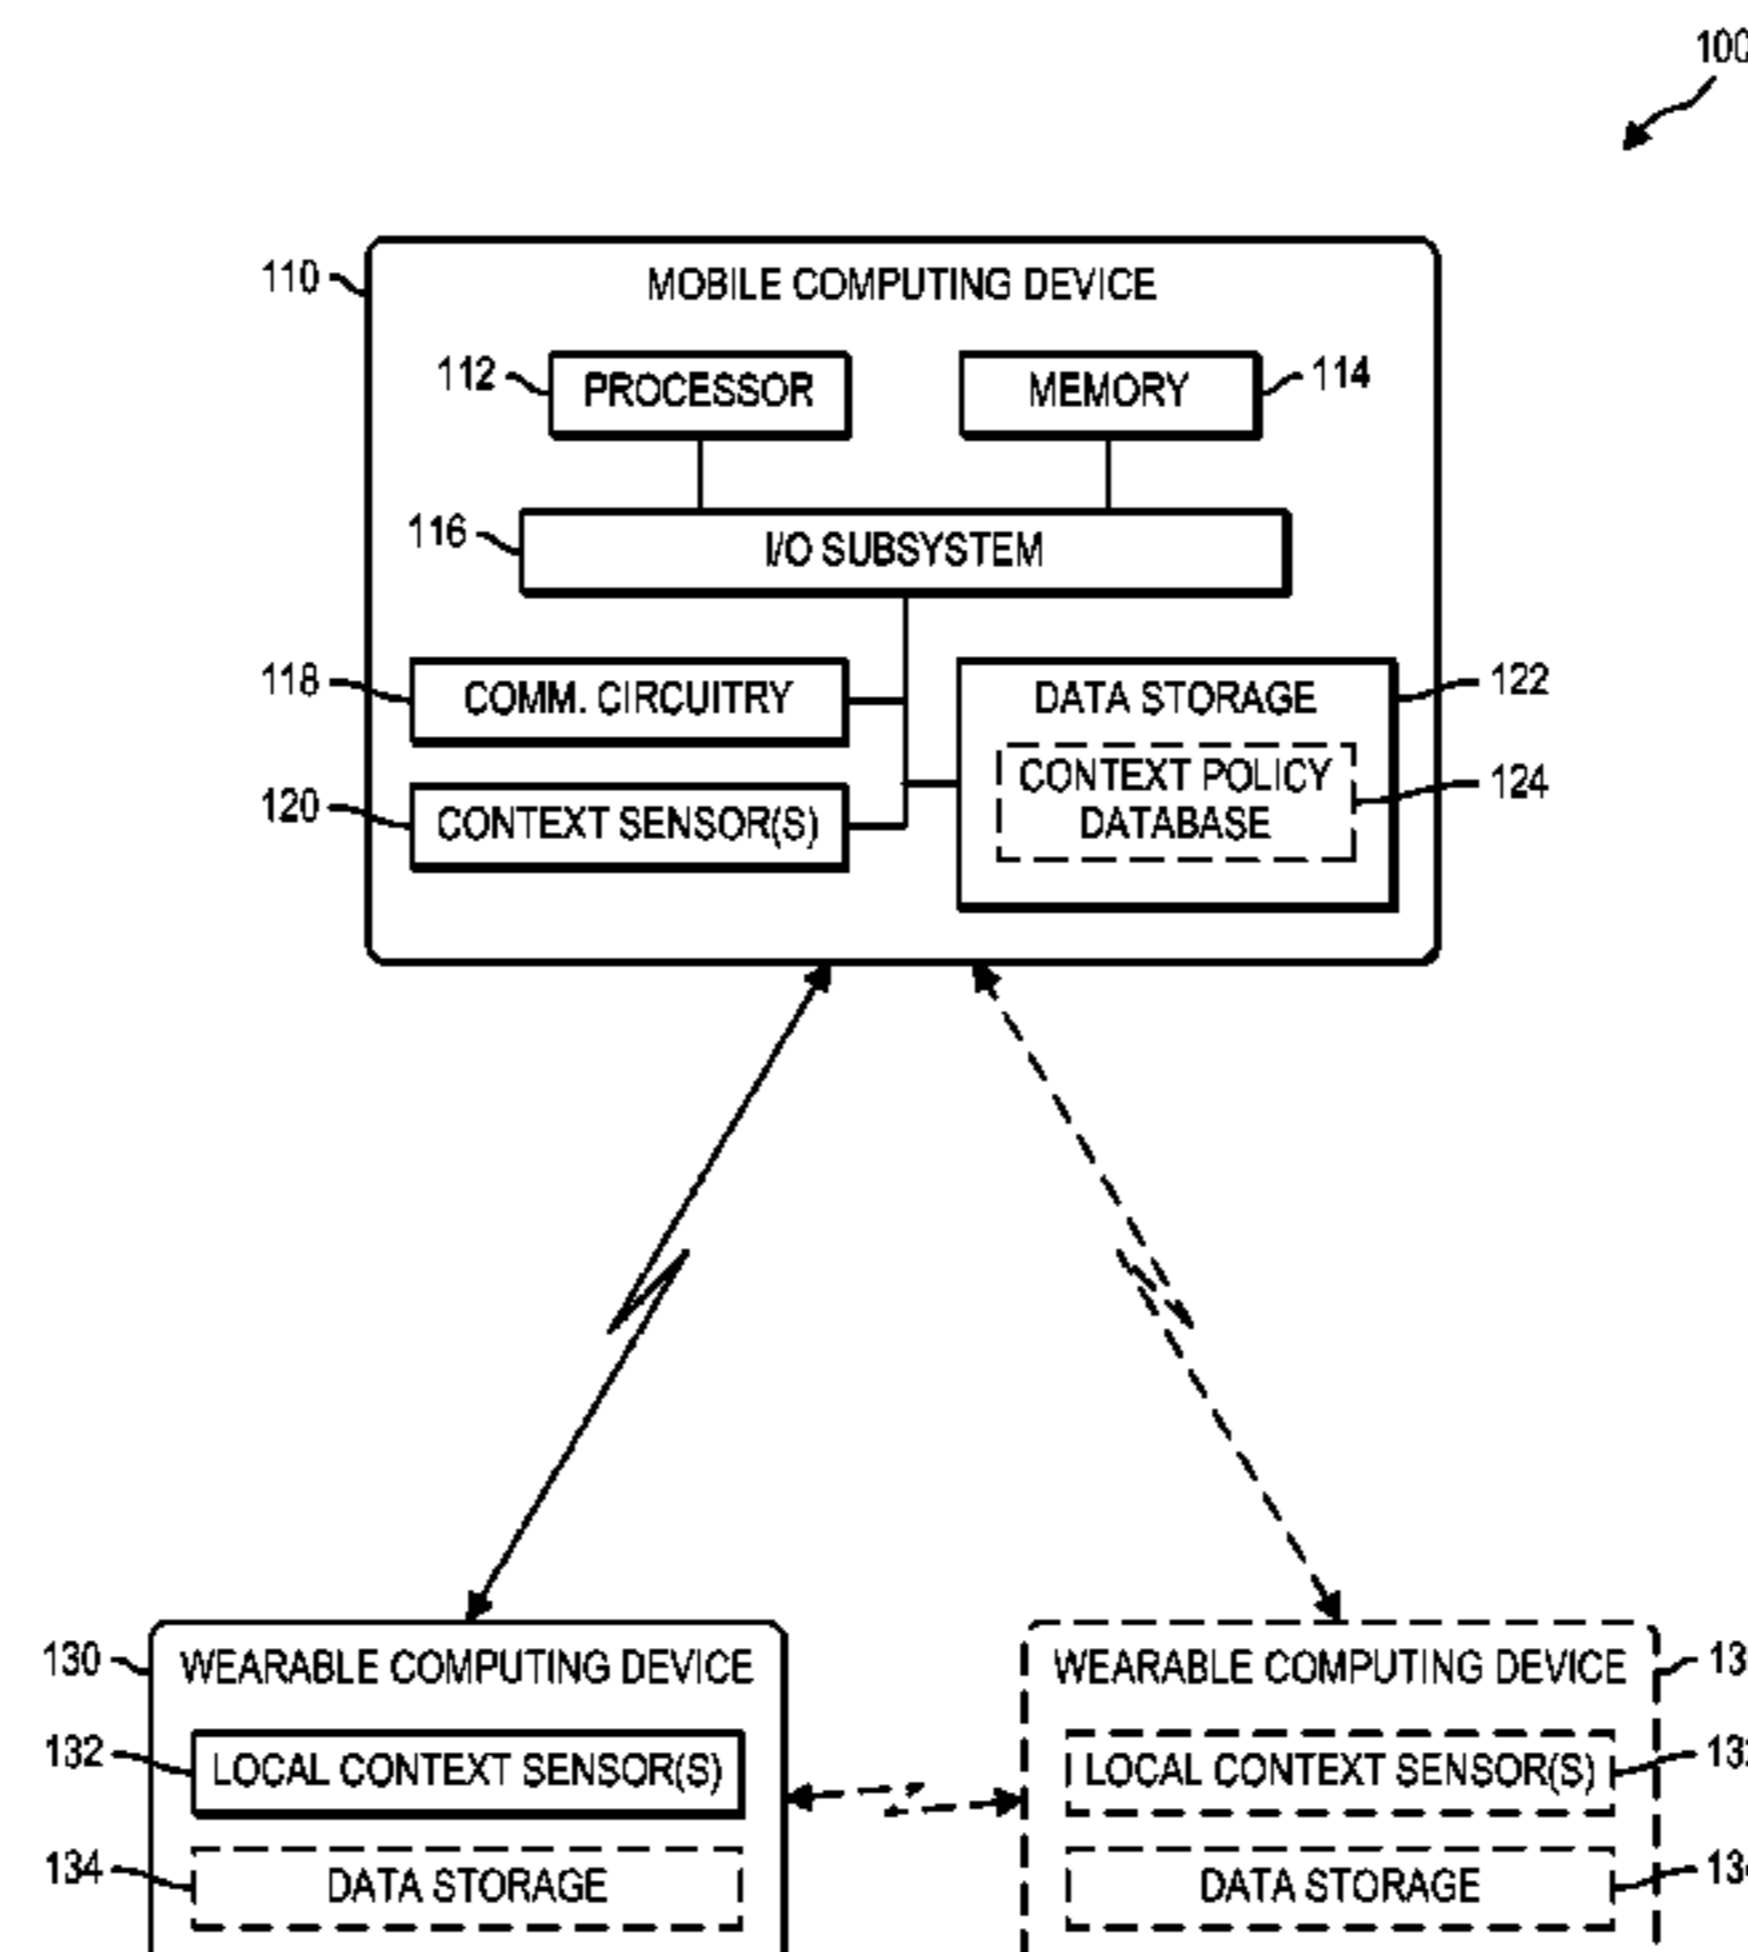 100
110
MOBILE COMPUTING DEVICE
112
PROCESSOR
MEMORY
114
116
I/O SUBSYSTEM
118
COMM. CIRCUITRY
DATA STORAGE
122
120
CONTEXT SENSOR(S)
CONTEXT POLICY
DATABASE
124
130
WEARABLE COMPUTING DEVICE
132
LOCAL CONTEXT SENSOR(S)
134
DATA STORAGE
WEARABLE COMPUTING DEVICE
LOCAL CONTEXT SENSOR(S)
DATA STORAGE